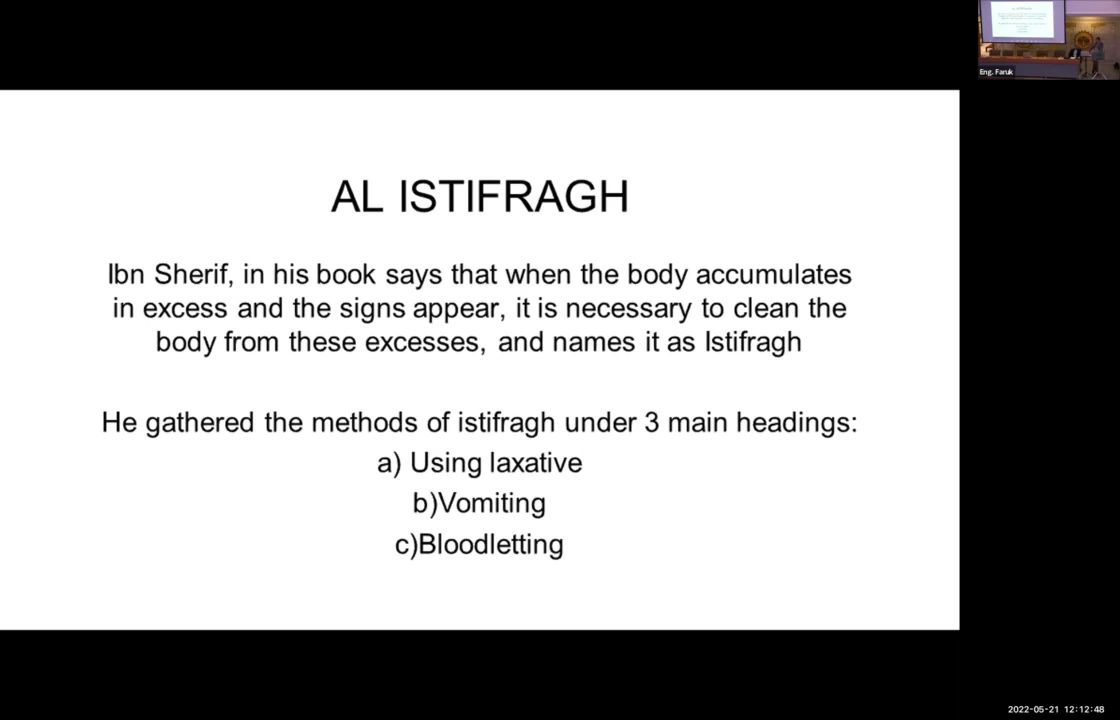 AL ISTIFRAGH
Ibn Sherif, in his book says that when the body accumulates
in excess and the signs appear, it is necessary to clean the
body from these excesses, and names it as Istifragh
He gathered the methods of istifragh under 3 main headings:
a) Using laxative
b)Vomiting
c)Bloodletting
Eng. Faruk
2022-05-21 12:12:48